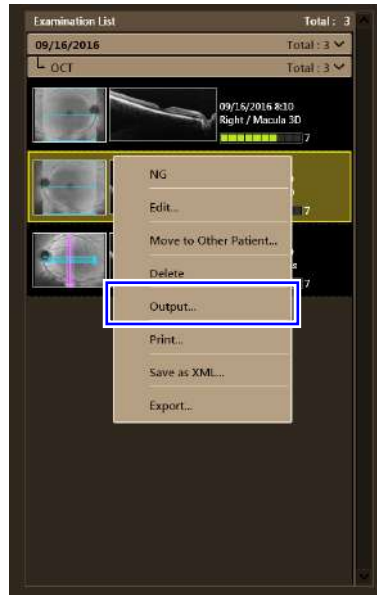 Examination List Total : 3
09/16/2016 Total : 3
OCT Total : 3
09/16/2016 8:10
Right / Macula 3D
7
NG
Edit...
7
Move to Other Patient...
Delete
7
Output...
Print...
Save as XML...
Export...